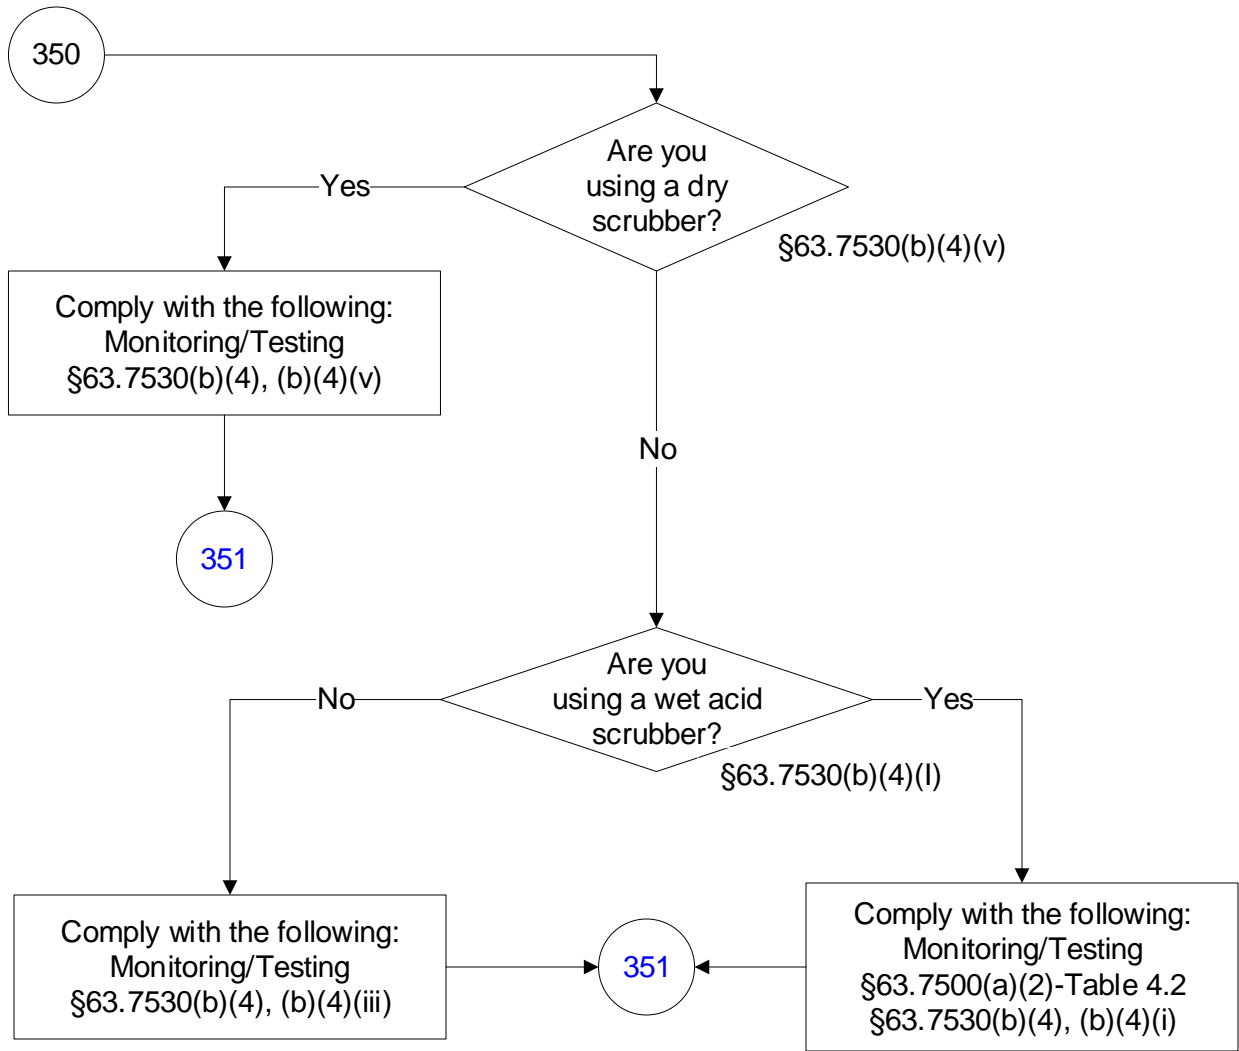 350
Are you
using a dry
scrubber?
§63.7530(b)(4)(v)
Yes
Comply with the following:
Monitoring/Testing
§63.7530(b)(4), (b)(4)(v)
No
351
Are you
using a wet acid
scrubber?
§63.7530(b)(4)(I)
No
Yes
Comply with the following:
Monitoring/Testing
§63.7530(b)(4), (b)(4)(iii)
351
Comply with the following:
Monitoring/Testing
§63.7500(a)(2)-Table 4.2
§63.7530(b)(4), (b)(4)(i)